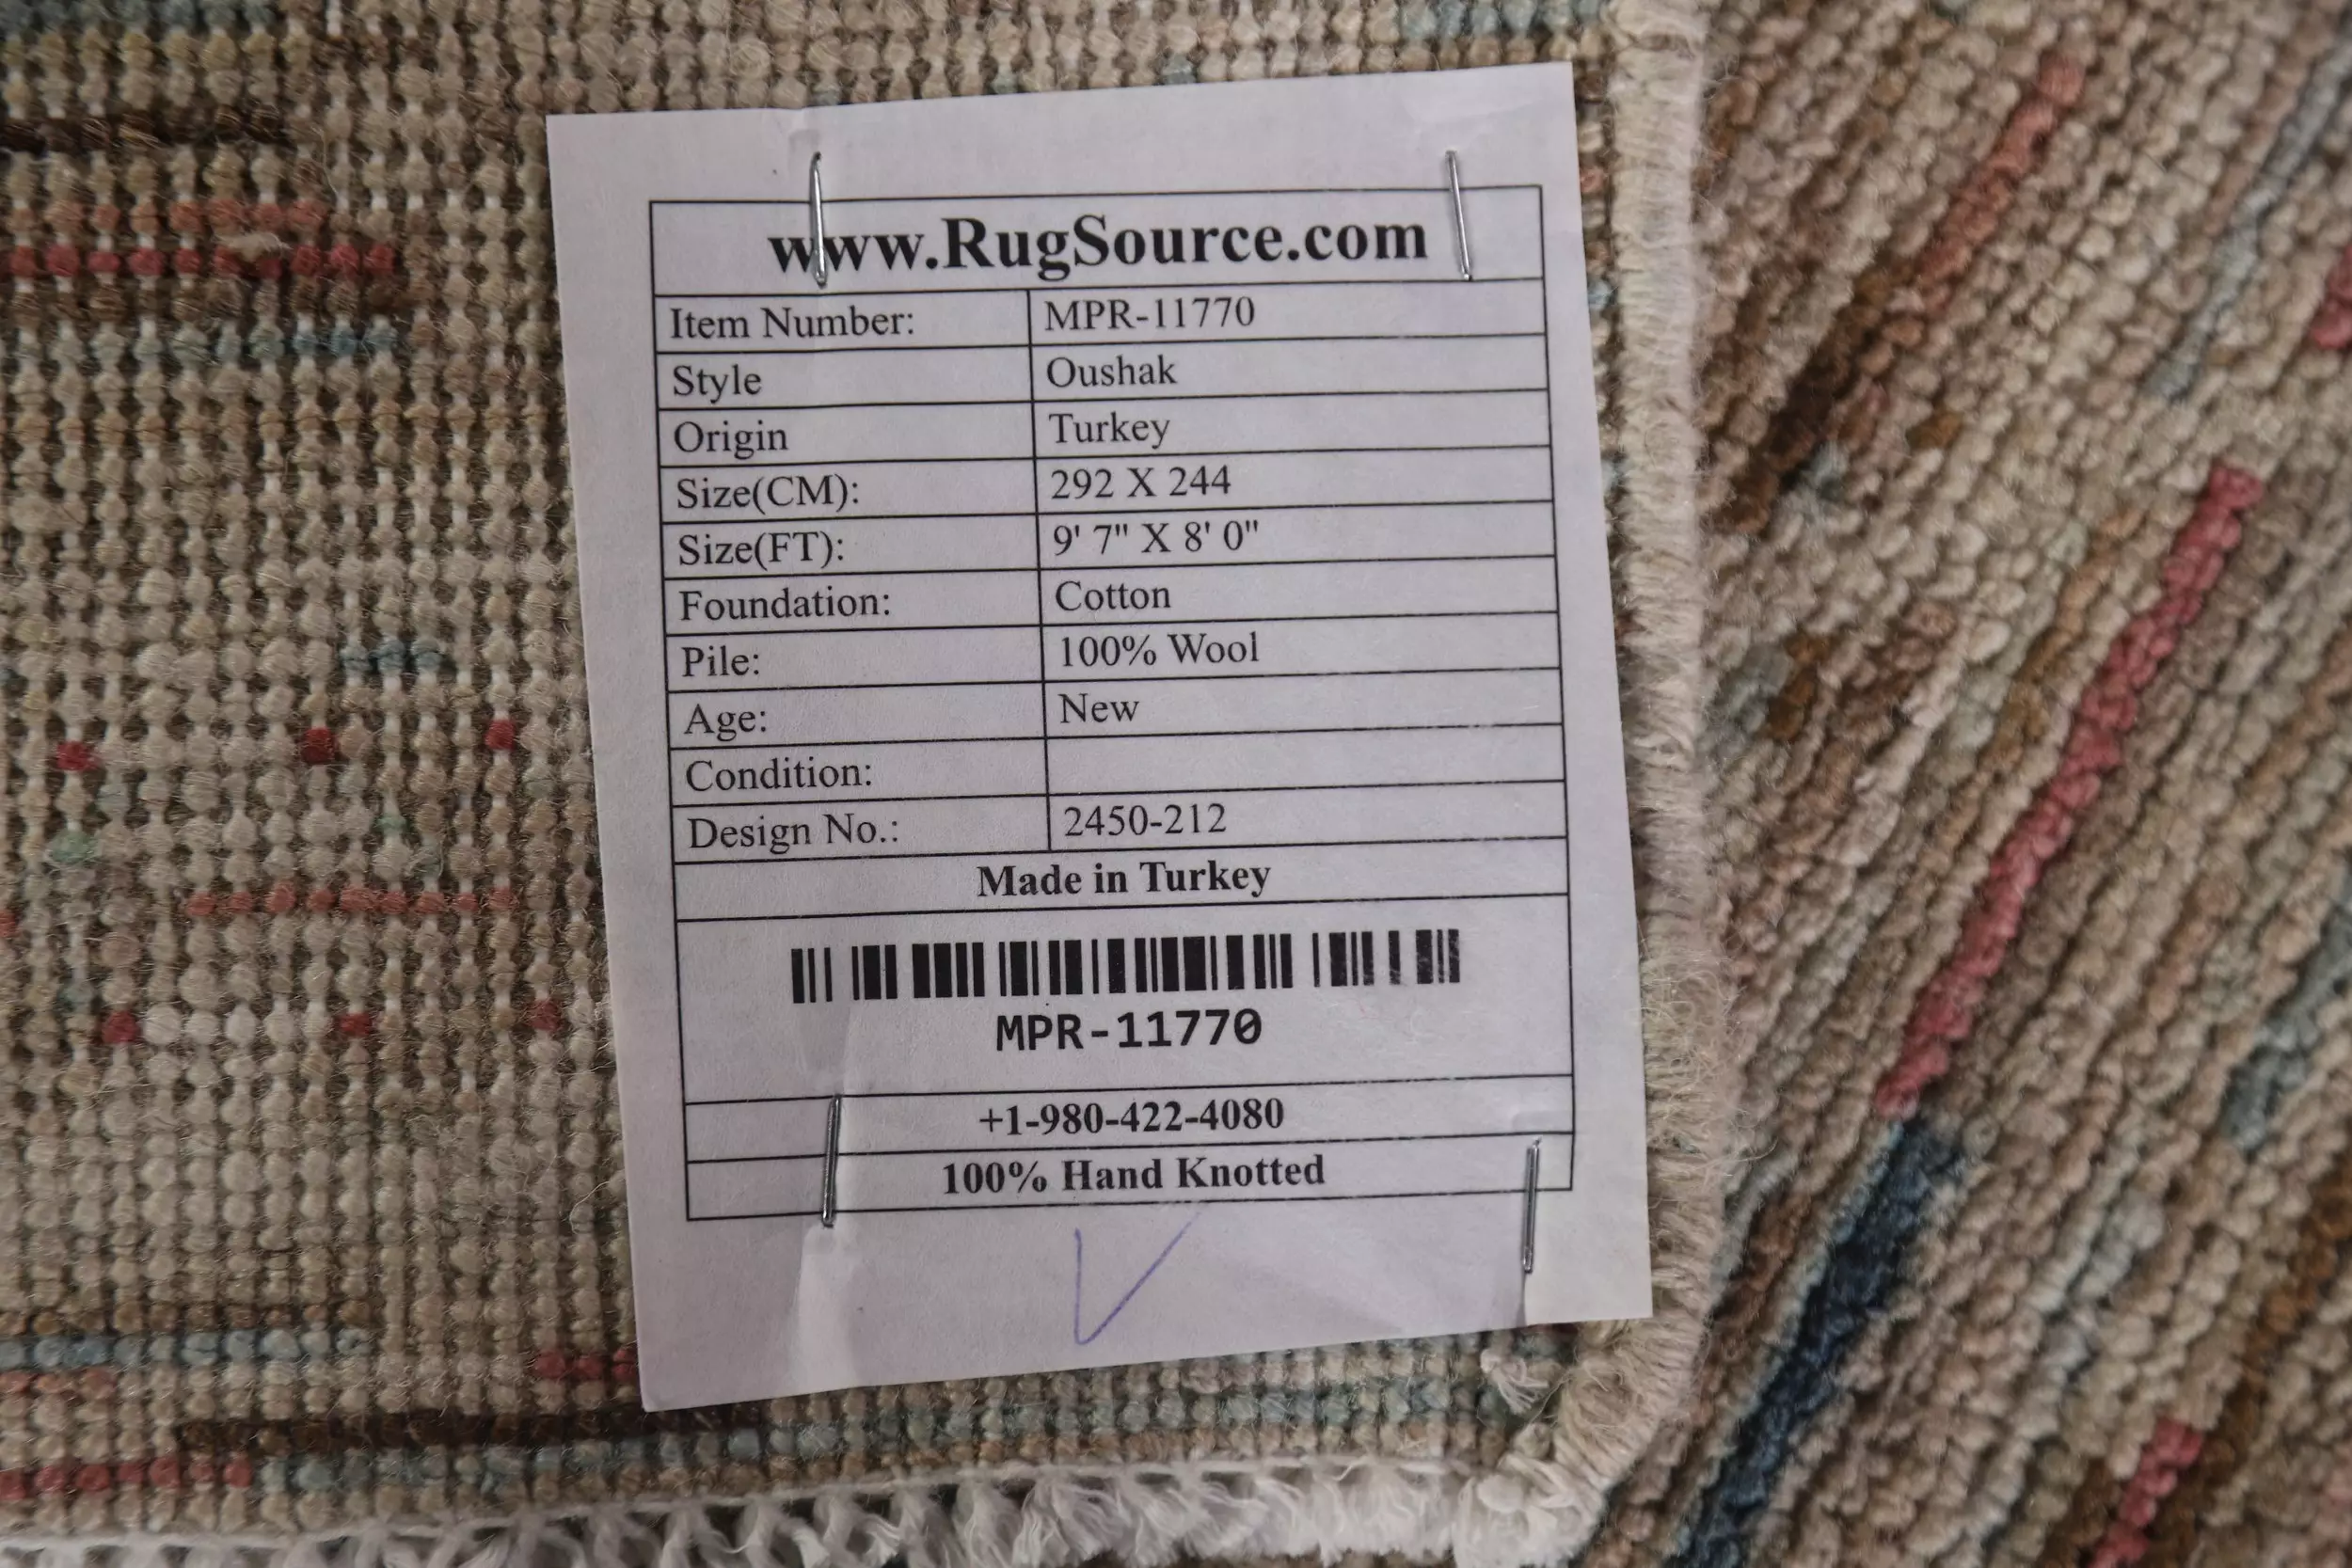 www.RugSource.com
Item Number: MPR-11770
Style Oushak
Origin Turkey
Size(CM): 292 X 244
Size(FT): 9' 7" X 8' 0"
Foundation: Cotton
Pile: 100% Wool
Age: New
Condition:
Design No.: 2450-212
Made in Turkey
MPR-11770
+1-980-422-4080
100% Hand Knotted